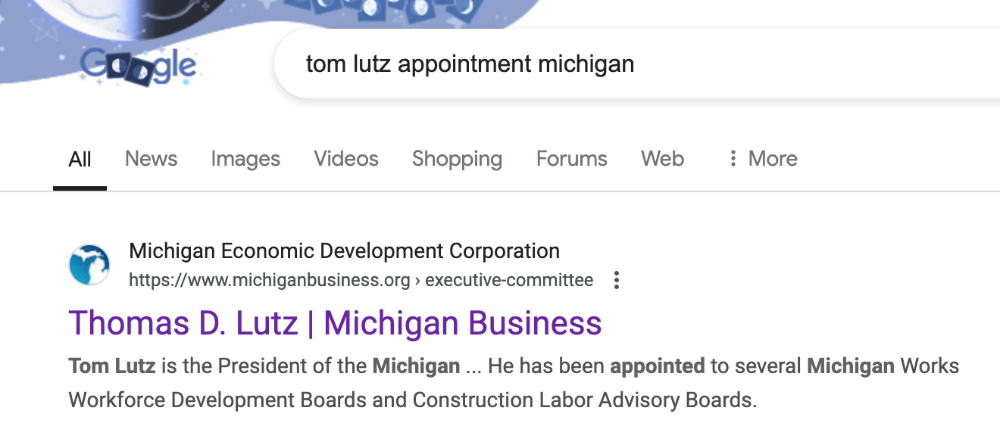 Google
tom lutz appointment michigan
All News Images Videos Shopping Forums Web More
Michigan Economic Development Corporation
https://www.michiganbusiness.org › executive-committee
Thomas D. Lutz | Michigan Business
Tom Lutz is the President of the Michigan ... He has been appointed to several Michigan Works
Workforce Development Boards and Construction Labor Advisory Boards.